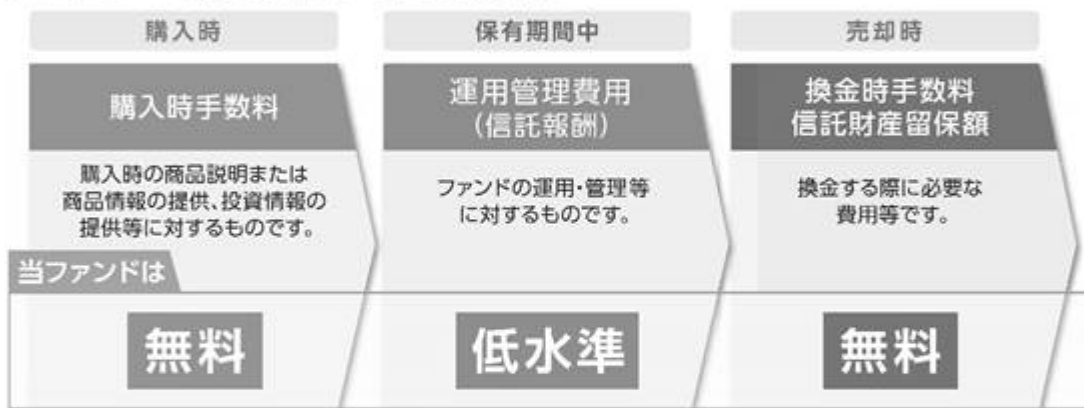 購入時
保有期間中
売却時
購入時手数料
運用管理費用
(信託報酬)
換金時手数料
信託財産留保額
購入時の商品説明または
商品情報の提供、投資情報の
提供等に対するものです。
ファンドの運用・管理等
に対するものです。
換金する際に必要な
費用等です。
当ファンドは
無料
低水準
無料